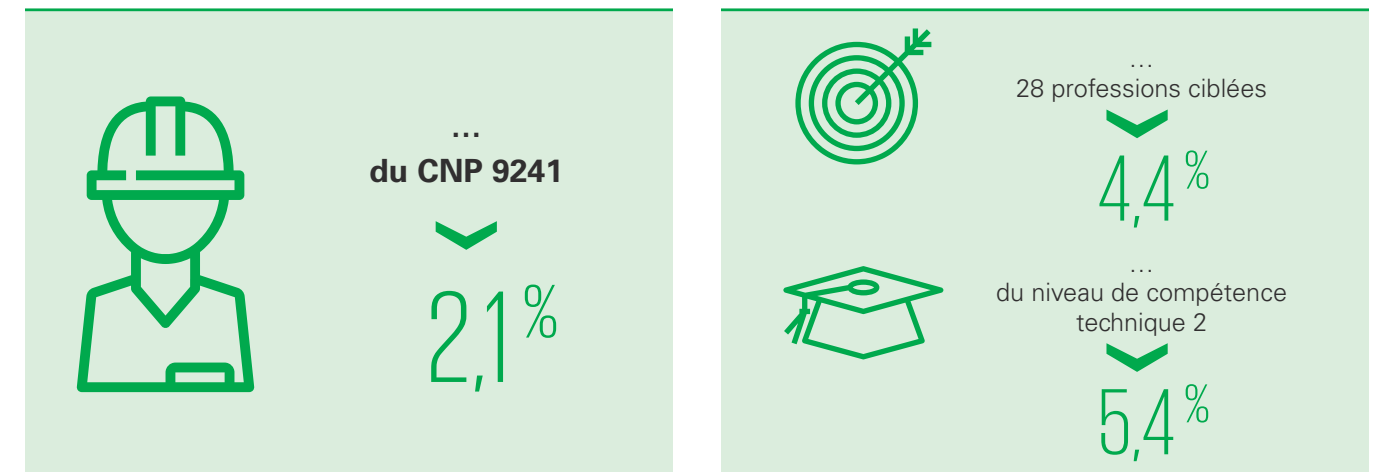 …
du CNP 9241
2,1 %
…
28 professions ciblées
4,4 %
…
du niveau de compétence
technique 2
5,4 %